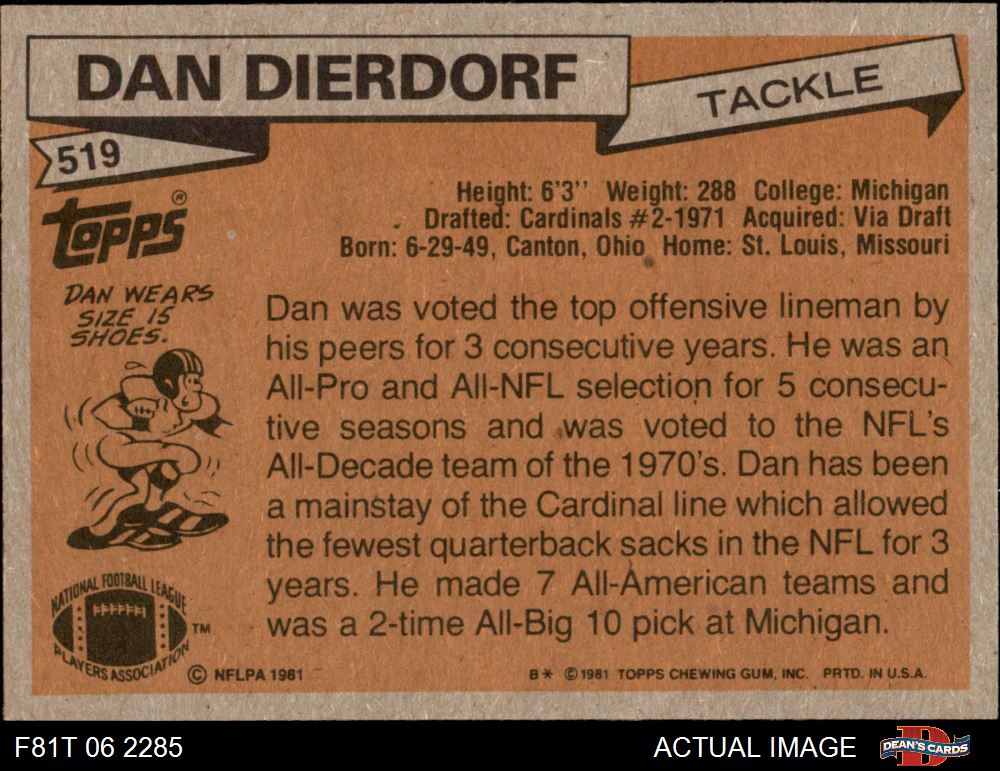 DAN DIERDORF
TACKLE
519
Topps®
Height: 6'3'' Weight: 288 College: Michigan
Drafted: Cardinals #2-1971 Acquired: Via Draft
Born: 6-29-49, Canton, Ohio Home: St. Louis, Missouri
DAN WEARS
SIZE 15
SHOES.
Dan was voted the top offensive lineman by
his peers for 3 consecutive years. He was an
All-Pro and All-NFL selection for 5 consecu-
tive seasons and was voted to the NFL's
All-Decade team of the 1970's. Dan has been
a mainstay of the Cardinal line which allowed
the fewest quarterback sacks in the NFL for 3
years. He made 7 All-American teams and
was a 2-time All-Big 10 pick at Michigan.
NATIONAL FOOTBALL LEAGUE
PLAYERS ASSOCIATION
TM
© NFLPA 1981
B* © 1981 TOPPS CHEWING GUM, INC. PRTD. IN U.S.A.
F81T 06 2285
ACTUAL IMAGE
DEAN'S CARDS